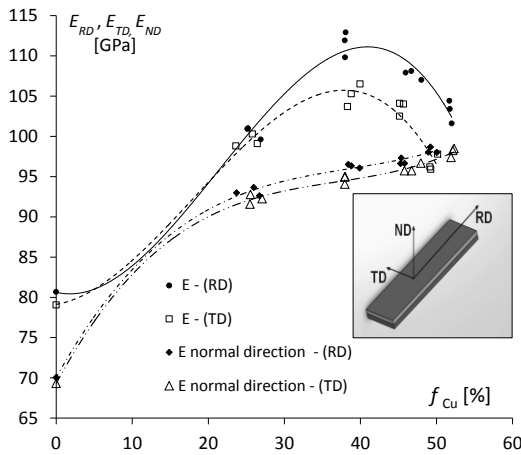 E_RD , E_TD, E_ND
[GPa]
115
110
105
100
95
90
85
80
75
70
65
0
10
20
30
40
50
60
f_Cu [%]
E - (RD)
E - (TD)
E normal direction - (RD)
E normal direction - (TD)
RD
ND
TD